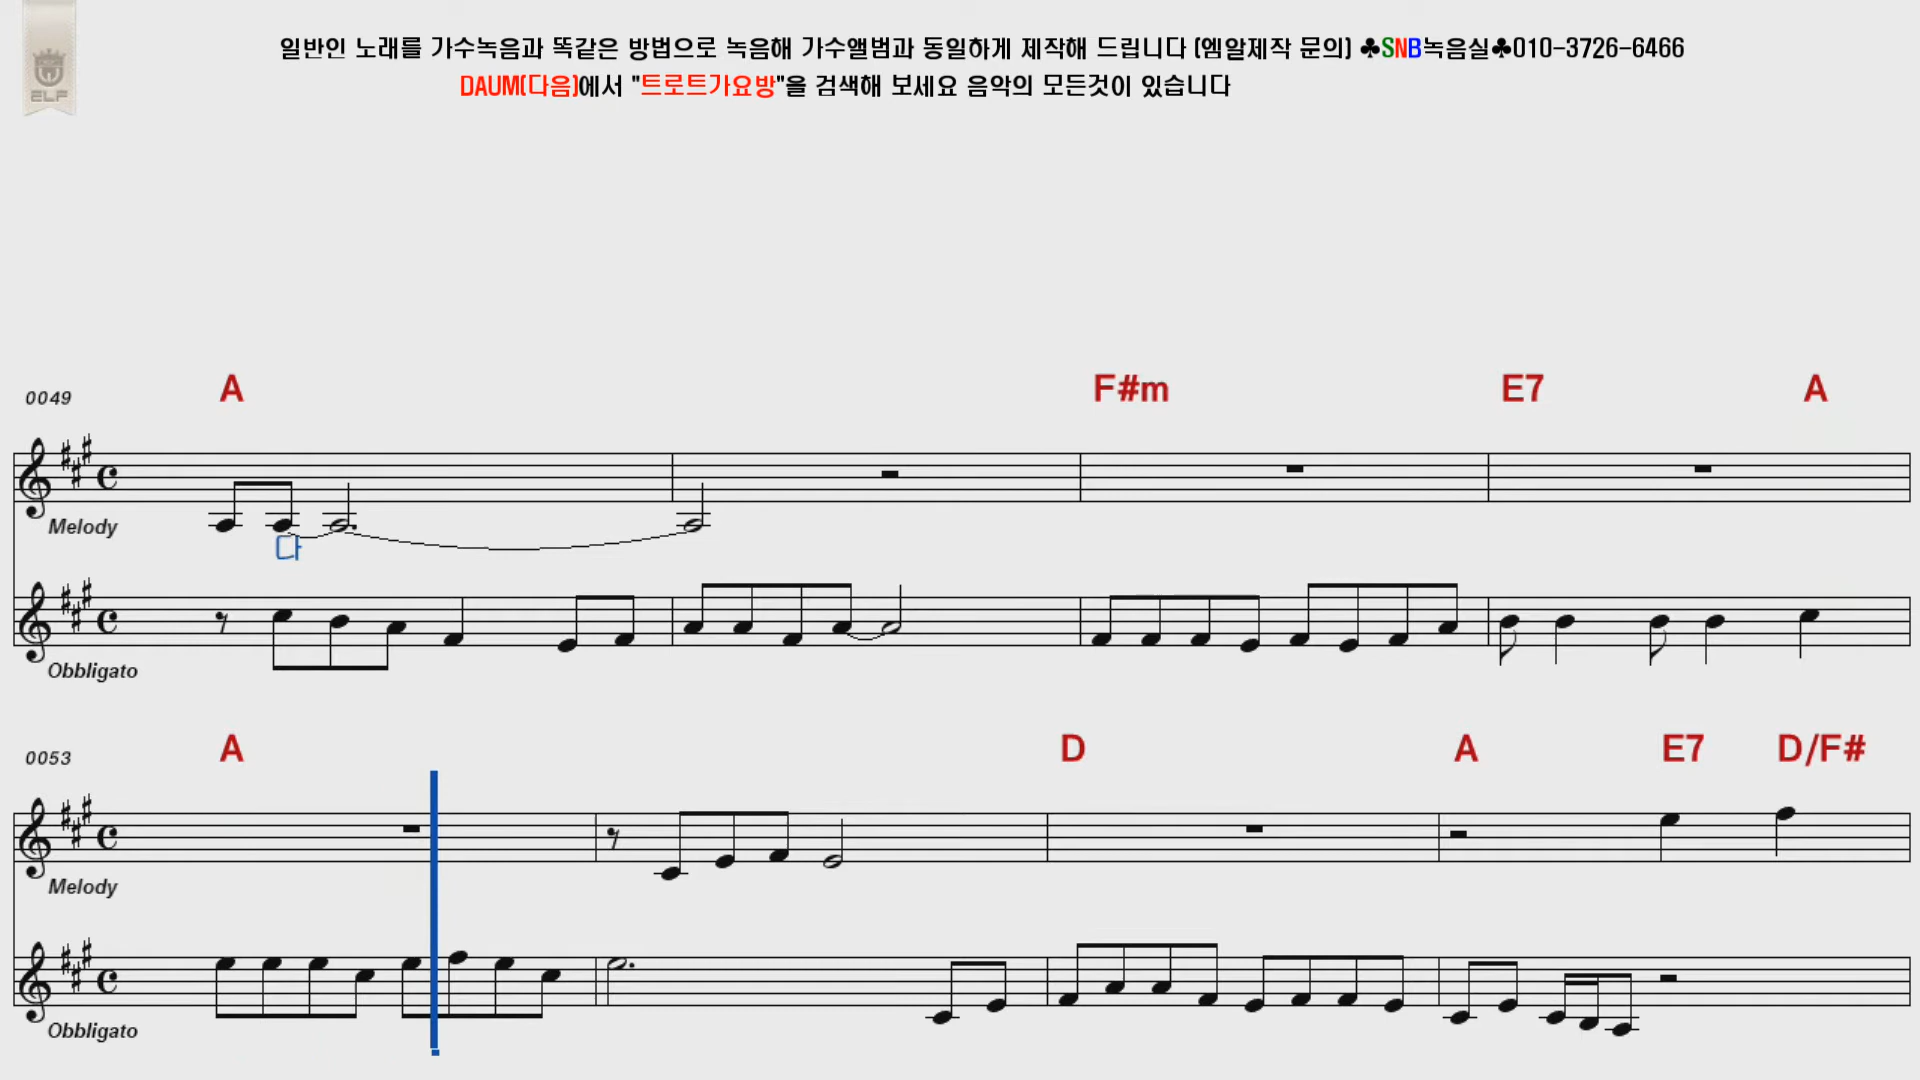 일반인 노래를 가수녹음과 똑같은 방법으로 녹음해 가수앨범과 동일하게 제작해 드립니다 (엠알제작 문의) ♣SNB녹음실♣010-3726-6466
DAUM(다음)에서 "트로트가요방"을 검색해 보세요 음악의 모든것이 있습니다
ELF
0049 A F#m E7 A
Melody
다
Obbligato
0053 A D A E7 D/F#
Melody
Obbligato